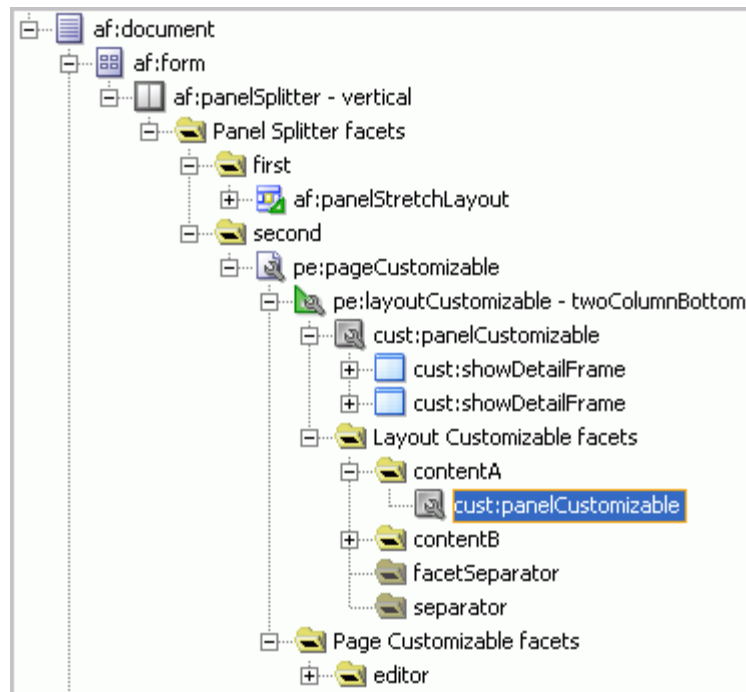 af:document
af:form
af:panelSplitter - vertical
Panel Splitter facets
first
af:panelStretchLayout
second
pe:pageCustomizable
pe:layoutCustomizable - twoColumnBottom
cust:panelCustomizable
cust:showDetailFrame
cust:showDetailFrame
Layout Customizable facets
contentA
cust:panelCustomizable
contentB
facetSeparator
separator
Page Customizable facets
editor